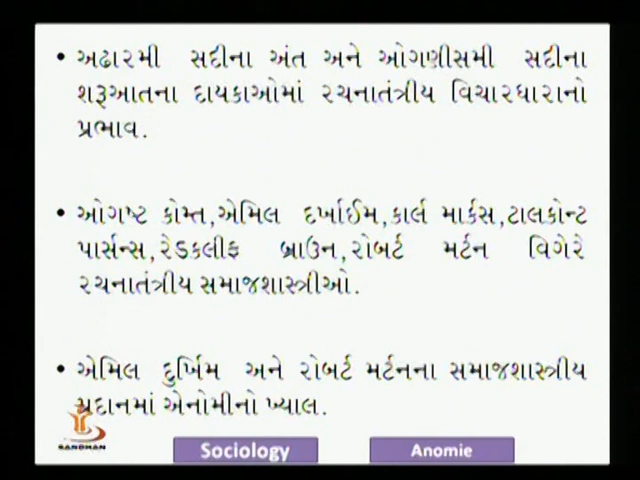 • અઢારમી સદીના અંત અને ઓગણીસમી સદીના
શરૂઆતના દાયકાઓમાં રચનાતંત્રીય વિચારધારાનો
પ્રભાવ.
• ઓગષ્ટ કોમ્ત,એમિલ દર્ખાઈમ,કાર્લ માર્કસ,ટાલકોન્ટ
પાર્સન્સ,રેડકલીફ બ્રાઉન,રોબર્ટ મર્ટન વિગેરે
રચનાતંત્રીય સમાજશાસ્ત્રીઓ.
• એમિલ દુર્ખિમ અને રોબર્ટ મર્ટનના સમાજશાસ્ત્રીય
પ્રદાનમાં એનોમીનો ખ્યાલ.
SANDHAN
Sociology
Anomie